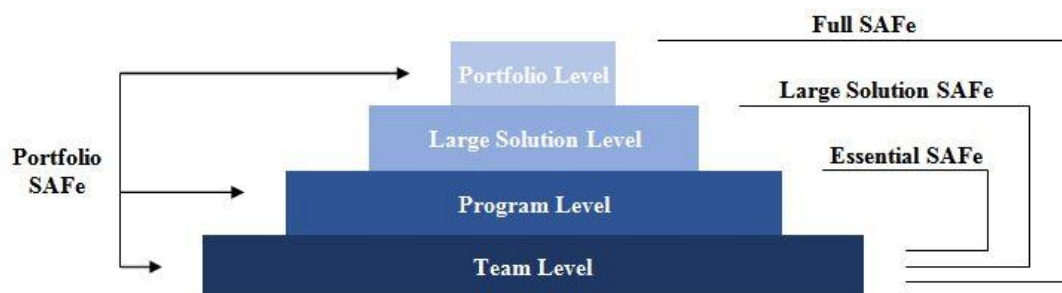 Full SAFe
Portfolio Level
Large Solution SAFe
Large Solution Level
Portfolio
SAFe
Essential SAFe
Program Level
Team Level